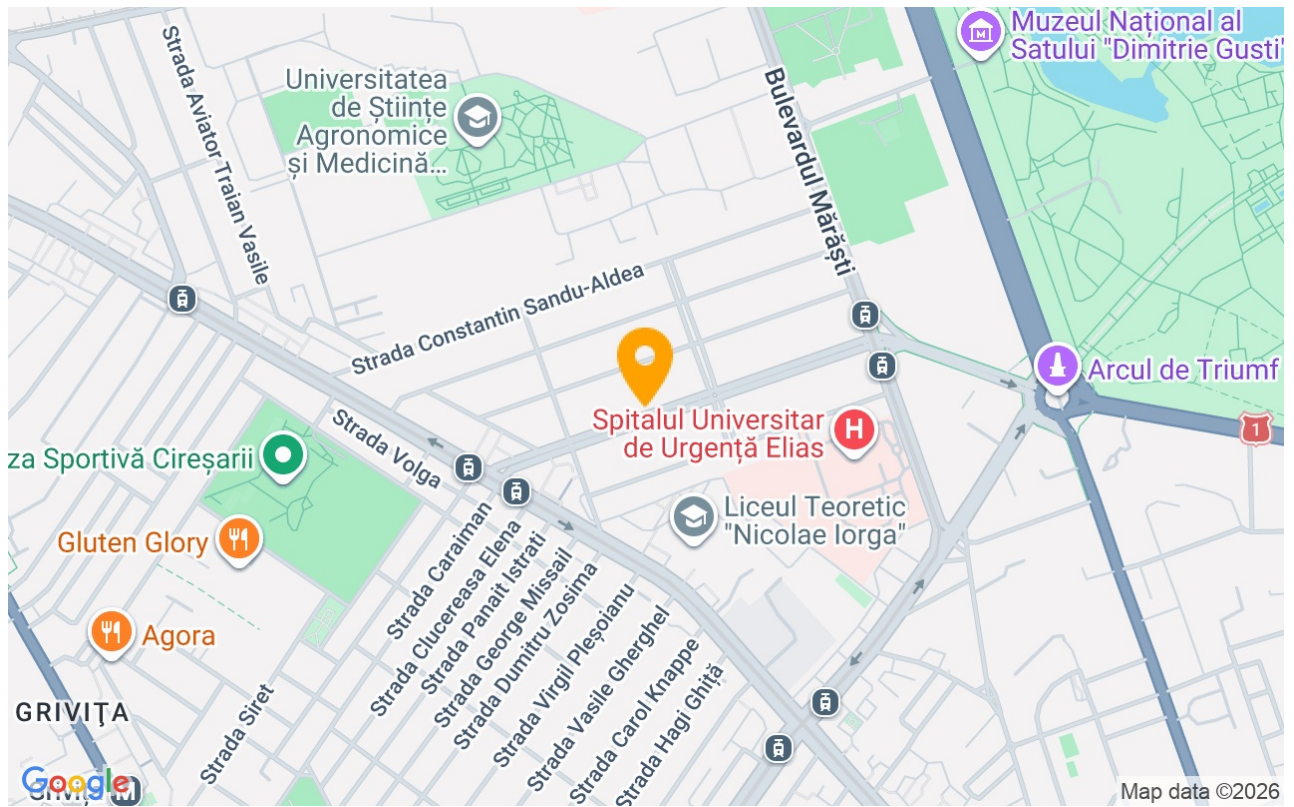 Muzeul Național al
Satului "Dimitrie Gusti"
Strada Aviator Traian Vasile
Universitatea
de Științe
Agronomice
și Medicină...
Bulevardul Mărăști
Strada Constantin Sandu-Aldea
Arcul de Triumf
1
Spitalul Universitar
de Urgență Elias
H
Strada Volga
za Sportivă Cireșarii
Liceul Teoretic
"Nicolae Iorga"
Gluten Glory
Strada Caraiman
Strada Clucereasa Elena
Strada Panait Istrati
Strada George Missail
Strada Dumitru Zosima
Strada Virgil Pleșoianu
Strada Vasile Gherghel
Strada Carol Knappe
Strada Hagi Ghiță
Agora
Strada Siret
GRIVIŢA
Google
M
Map data ©2026